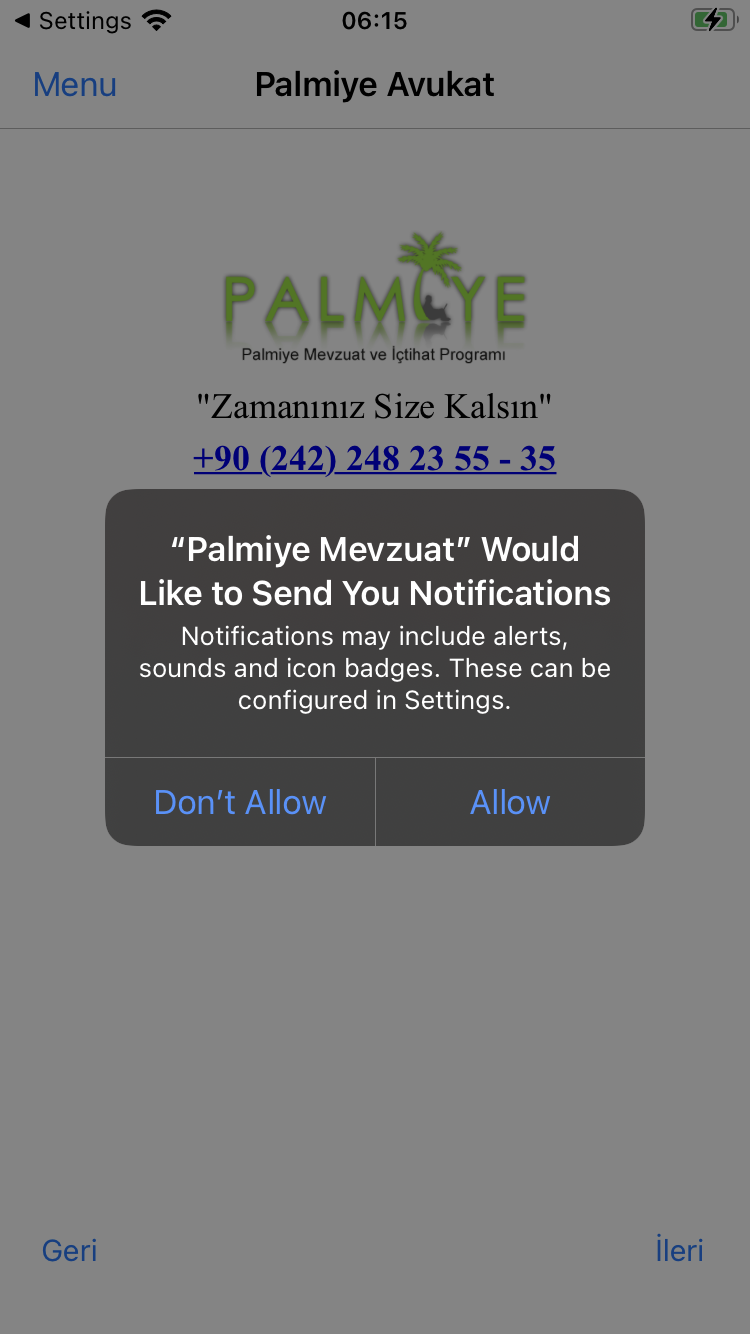 Settings 06:15
Menu Palmiye Avukat
PALMİYE
Palmiye Mevzuat ve İçtihat Programı
"Zamanınız Size Kalsın"
+90 (242) 248 23 55 - 35
“Palmiye Mevzuat” Would
Like to Send You Notifications
Notifications may include alerts,
sounds and icon badges. These can be
configured in Settings.
Don’t Allow Allow
Geri İleri